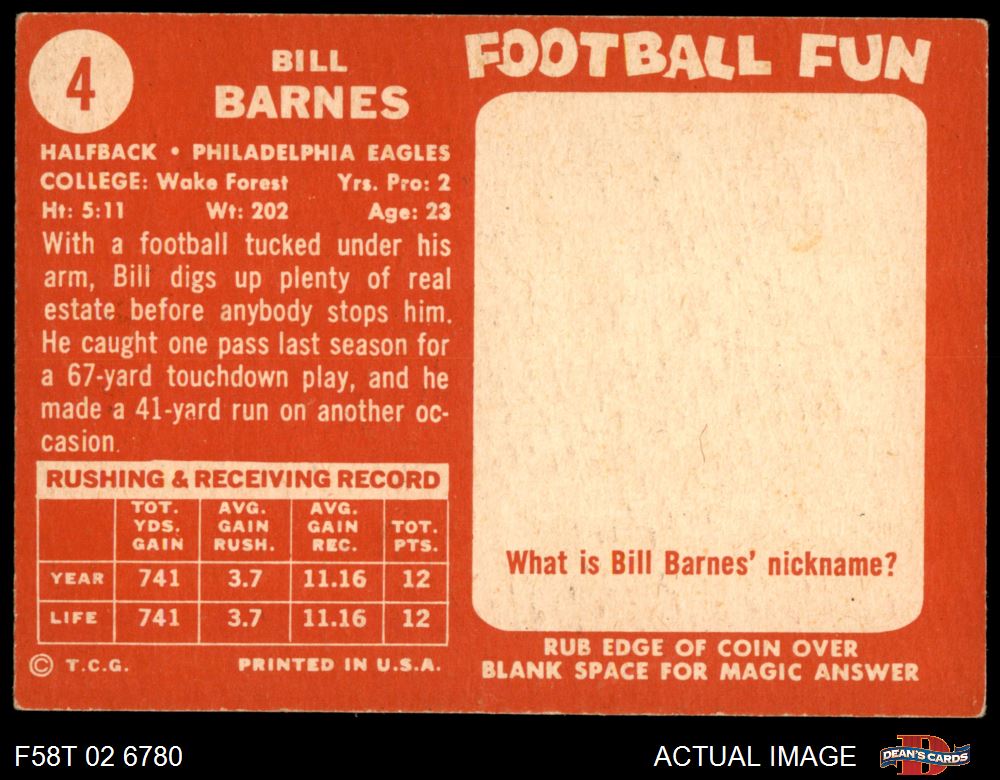 4
BILL
BARNES
HALFBACK • PHILADELPHIA EAGLES
COLLEGE: Wake Forest Yrs. Pro: 2
Ht: 5:11 Wt: 202 Age: 23
With a football tucked under his
arm, Bill digs up plenty of real
estate before anybody stops him.
He caught one pass last season for
a 67-yard touchdown play, and he
made a 41-yard run on another oc-
casion.
RUSHING & RECEIVING RECORD
TOT. YDS. GAIN AVG. GAIN RUSH. AVG. GAIN REC. TOT. PTS.
YEAR 741 3.7 11.16 12
LIFE 741 3.7 11.16 12
© T.C.G. PRINTED IN U.S.A.
FOOTBALL FUN
What is Bill Barnes' nickname?
RUB EDGE OF COIN OVER
BLANK SPACE FOR MAGIC ANSWER
F58T 02 6780 ACTUAL IMAGE
D
DEAN'S CARDS